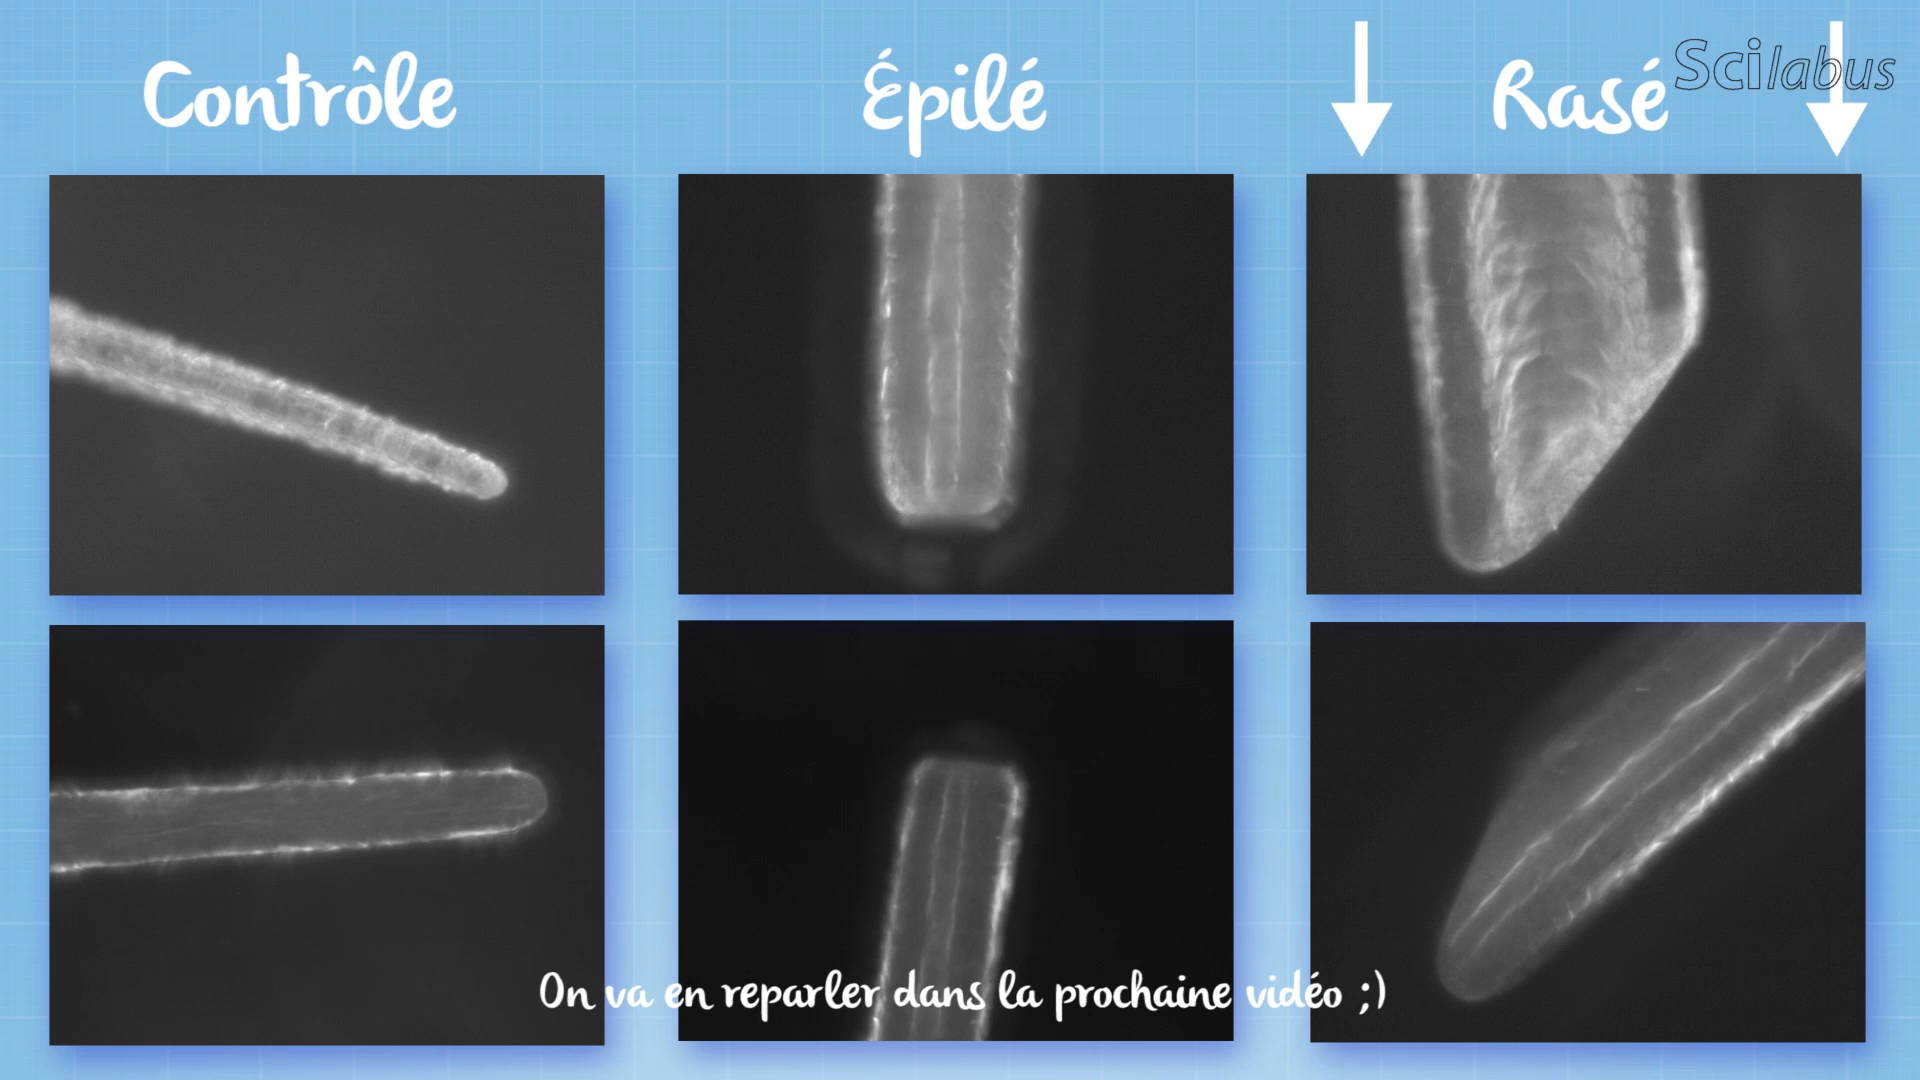 Contrôle
Épilé
Rasé
Scilabus
On va en reparler dans la prochaine vidéo ;)